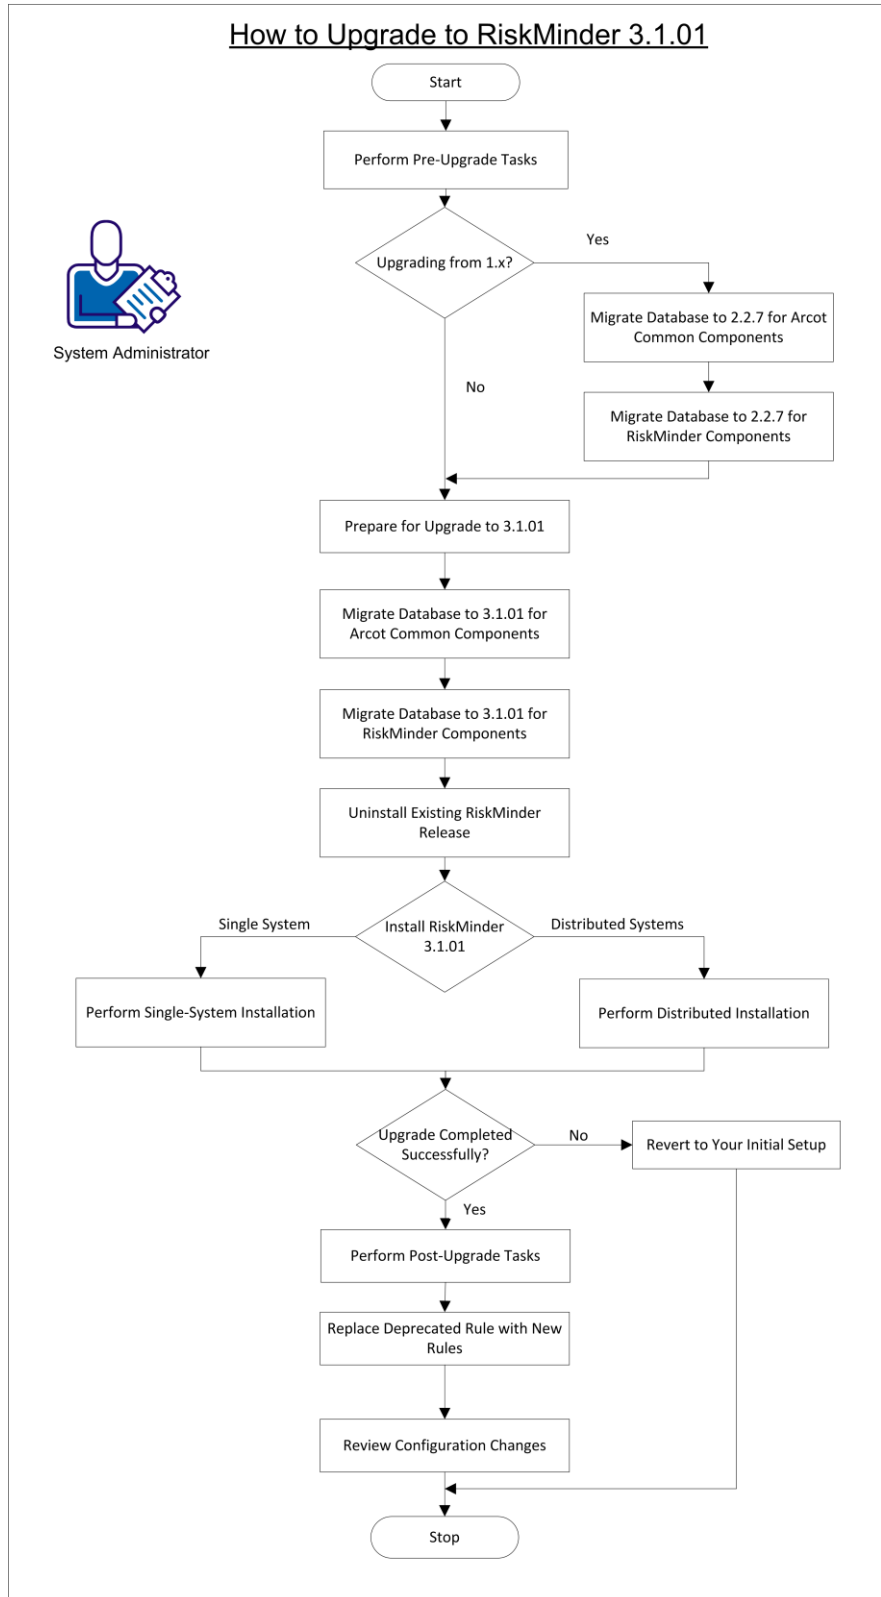 How to Upgrade to RiskMinder 3.1.01
Start
Perform Pre-Upgrade Tasks
Upgrading from 1.x?
Yes
Migrate Database to 2.2.7 for Arcot
Common Components
System Administrator
No
Migrate Database to 2.2.7 for
RiskMinder Components
Prepare for Upgrade to 3.1.01
Migrate Database to 3.1.01 for
Arcot Common Components
Migrate Database to 3.1.01 for
RiskMinder Components
Uninstall Existing RiskMinder
Release
Single System
Install RiskMinder
3.1.01
Distributed Systems
Perform Single-System Installation
Perform Distributed Installation
Upgrade Completed
Successfully?
No
Revert to Your Initial Setup
Yes
Perform Post-Upgrade Tasks
Replace Deprecated Rule with New
Rules
Review Configuration Changes
Stop